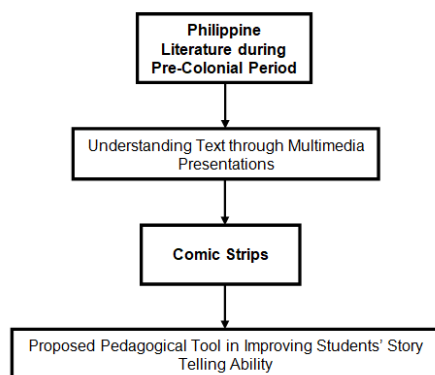 Philippine
Literature during
Pre-Colonial Period
Understanding Text through Multimedia
Presentations
Comic Strips
Proposed Pedagogical Tool in Improving Students' Story
Telling Ability